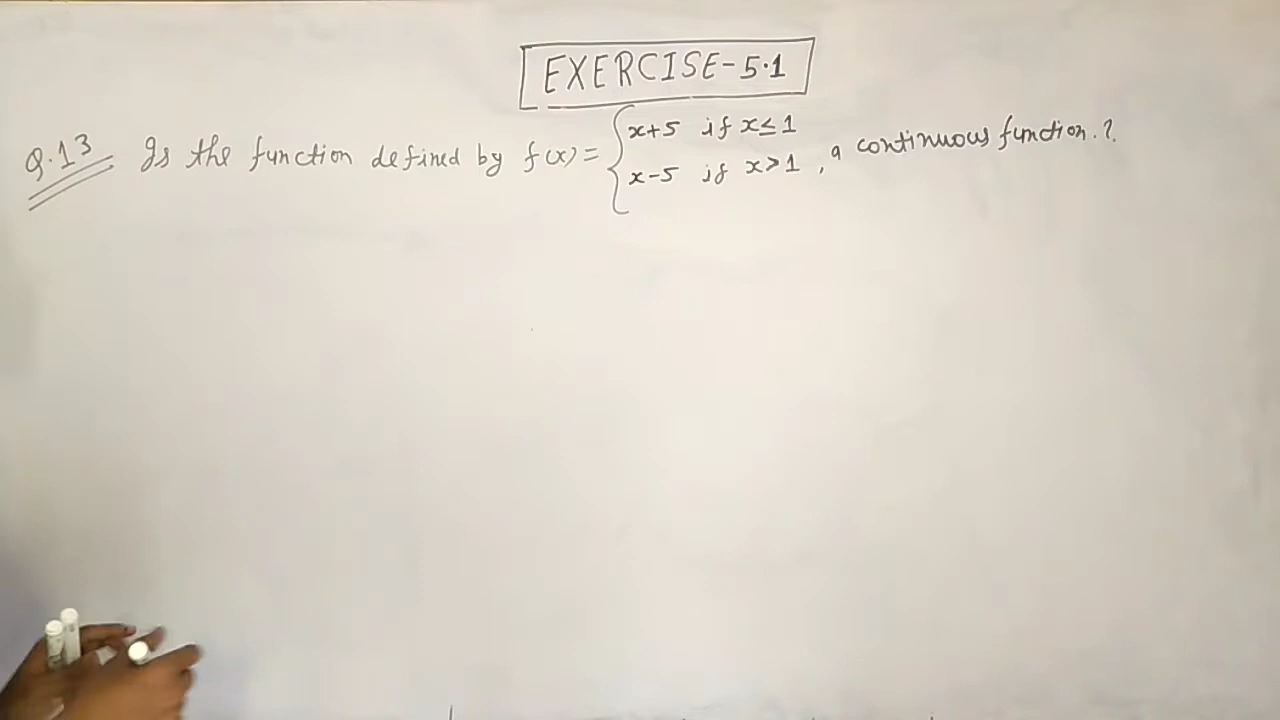 EXERCISE-5.1
Q.13 Is the function defined by f(x)= { x+5 if x≤1
x-5 if x>1 , a continuous function.?